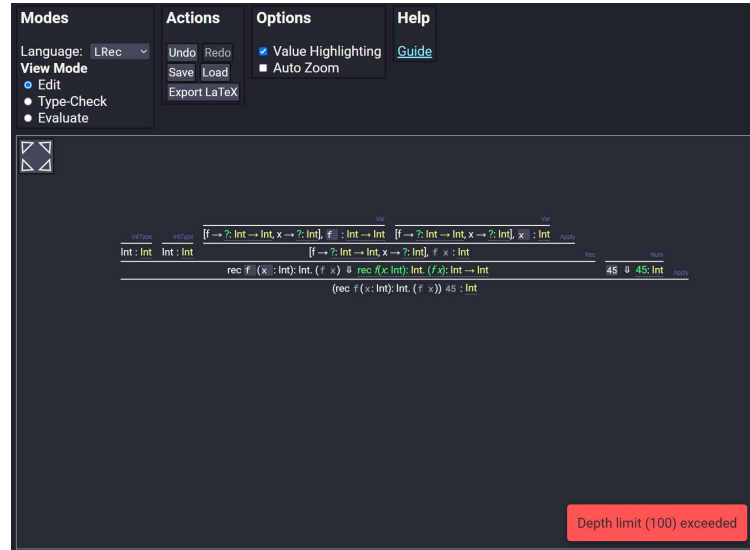 Modes
Language: LRec
View Mode
Edit
Type-Check
Evaluate
Actions
Undo Redo
Save Load
Export LaTeX
Options
Value Highlighting
Auto Zoom
Help
Guide
Var Var
IntType IntType [f → ?: Int → Int, x → ?: Int], f : Int → Int [f → ?: Int → Int, x → ?: Int], x : Int Apply
Int : Int Int : Int [f → ?: Int → Int, x → ?: Int], f x : Int Rec Num
rec f (x : Int): Int. (f x) ⇓ rec f(x: Int): Int. (f x): Int → Int 45 ⇓ 45: Int Apply
(rec f(x: Int): Int. (f x)) 45 : Int
Depth limit (100) exceeded